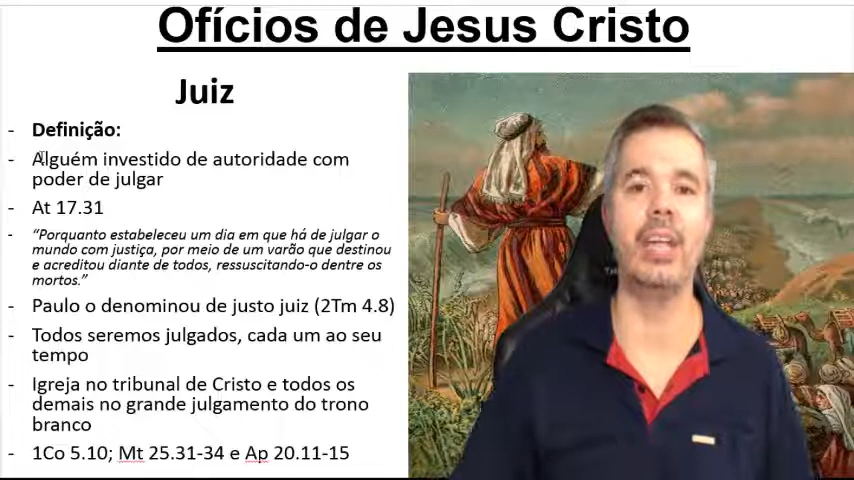 Ofícios de Jesus Cristo
Juiz
- Definição:
- Alguém investido de autoridade com
poder de julgar
- At 17.31
- “Porquanto estabeleceu um dia em que há de julgar o
mundo com justiça, por meio de um varão que destinou
e acreditou diante de todos, ressuscitando-o dentre os
mortos.”
- Paulo o denominou de justo juiz (2Tm 4.8)
- Todos seremos julgados, cada um ao seu
tempo
- Igreja no tribunal de Cristo e todos os
demais no grande julgamento do trono
branco
- 1Co 5.10; Mt 25.31-34 e Ap 20.11-15